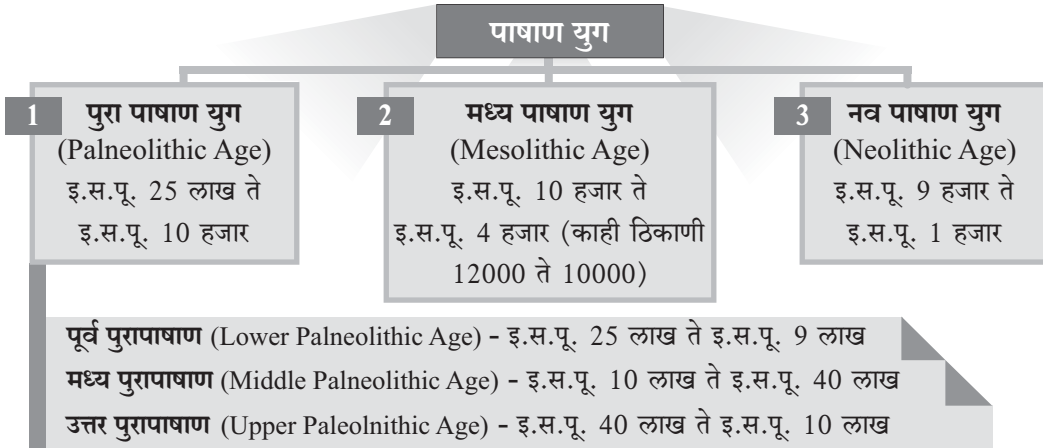 पाषाण युग
1
पुरा पाषाण युग
(Palneolithic Age)
इ.स.पू. 25 लाख ते
इ.स.पू. 10 हजार
2
मध्य पाषाण युग
(Mesolithic Age)
इ.स.पू. 10 हजार ते
इ.स.पू. 4 हजार (काही ठिकाणी
12000 ते 10000)
3
नव पाषाण युग
(Neolithic Age)
इ.स.पू. 9 हजार ते
इ.स.पू. 1 हजार
पूर्व पुरापाषाण (Lower Palneolithic Age) - इ.स.पू. 25 लाख ते इ.स.पू. 9 लाख
मध्य पुरापाषाण (Middle Palneolithic Age) - इ.स.पू. 10 लाख ते इ.स.पू. 40 लाख
उत्तर पुरापाषाण (Upper Paleolnithic Age) - इ.स.पू. 40 लाख ते इ.स.पू. 10 लाख